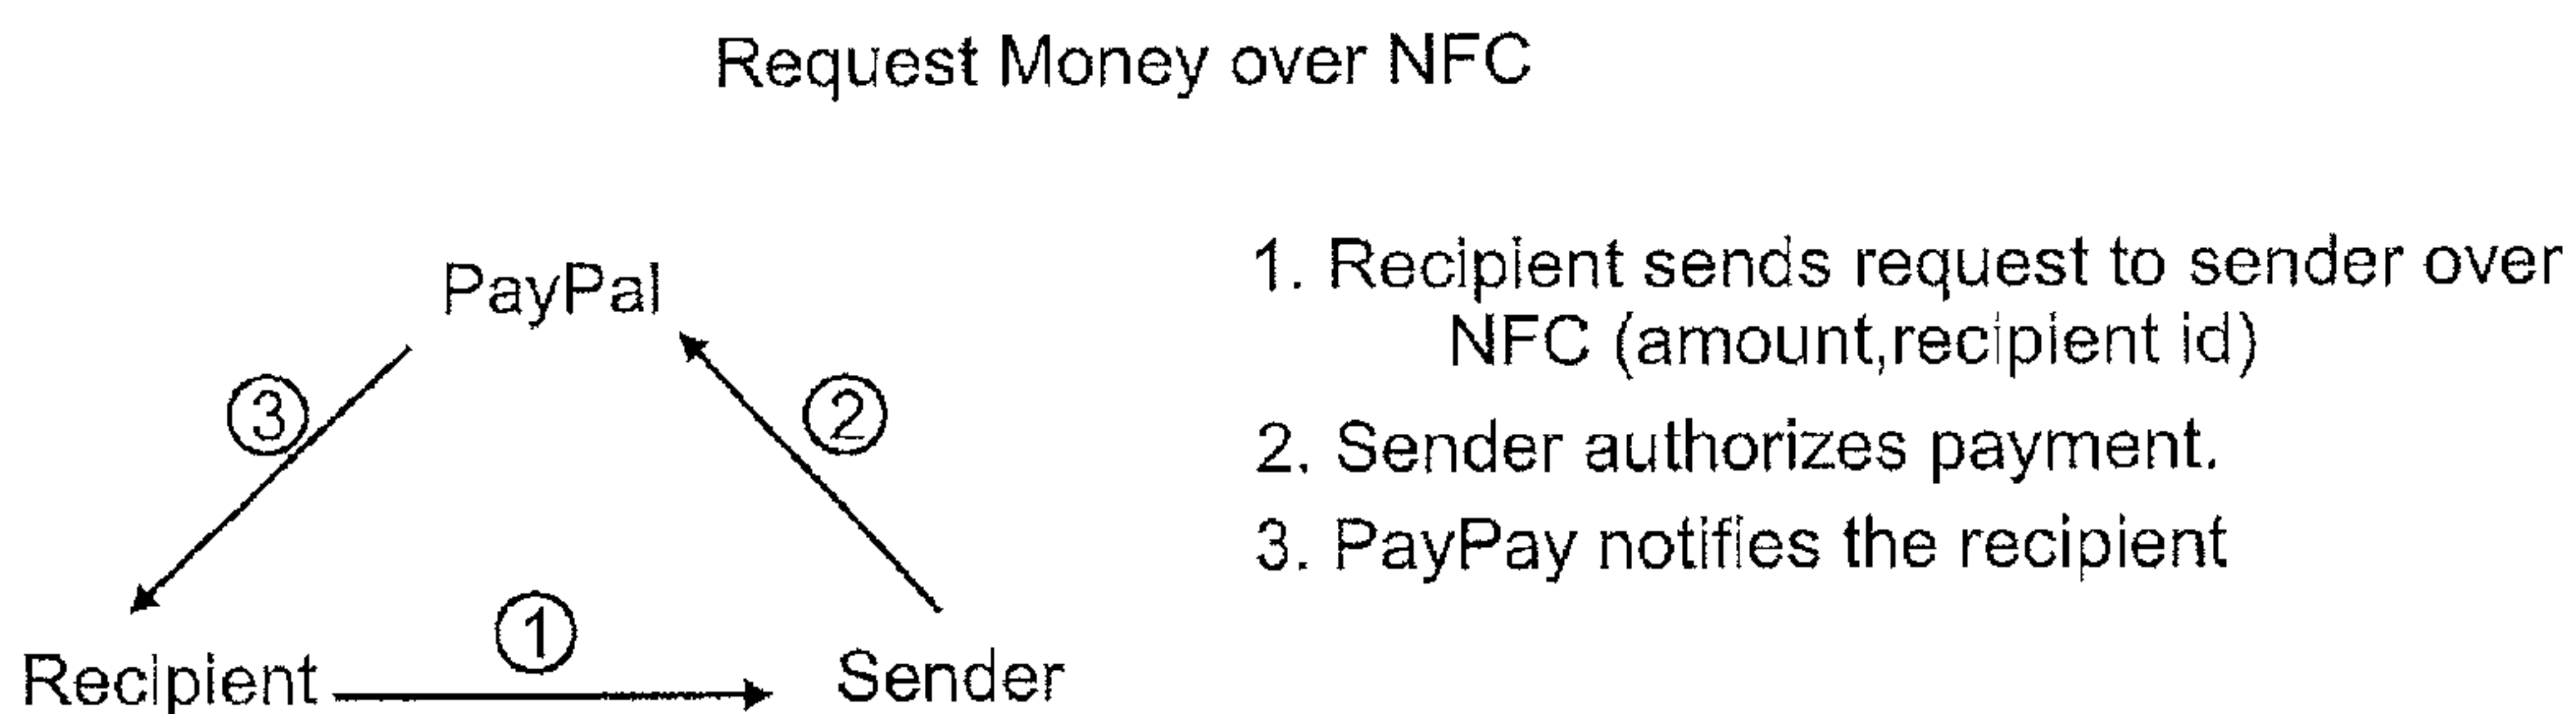 Request Money over NFC
PayPal
3
2
1
Recipient
Sender
1. Recipient sends request to sender over
NFC (amount,recipient id)
2. Sender authorizes payment.
3. PayPay notifies the recipient